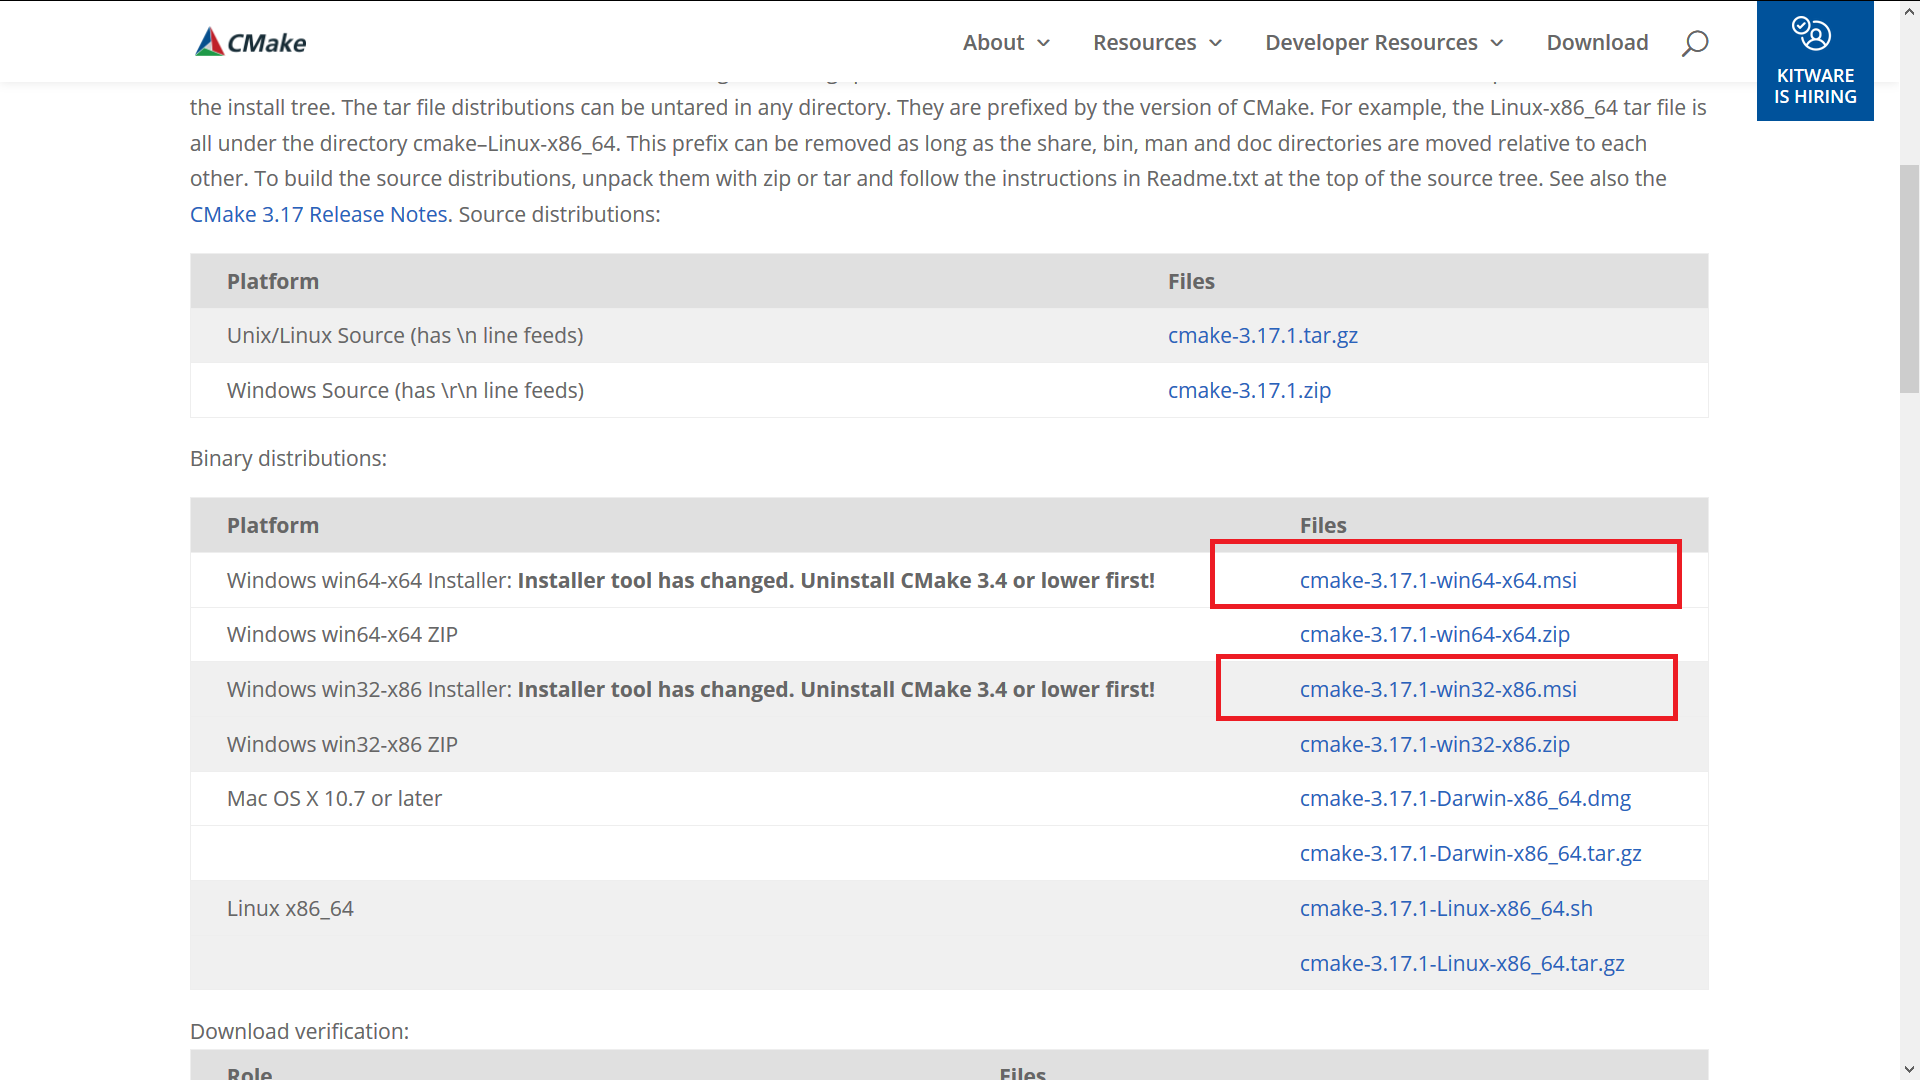 CMake
About
Resources
Developer Resources
Download
KITWARE
IS HIRING
the install tree. The tar file distributions can be untared in any directory. They are prefixed by the version of CMake. For example, the Linux-x86_64 tar file is
all under the directory cmake–Linux-x86_64. This prefix can be removed as long as the share, bin, man and doc directories are moved relative to each
other. To build the source distributions, unpack them with zip or tar and follow the instructions in Readme.txt at the top of the source tree. See also the
CMake 3.17 Release Notes. Source distributions:
Platform Files
Unix/Linux Source (has \n line feeds) cmake-3.17.1.tar.gz
Windows Source (has \r\n line feeds) cmake-3.17.1.zip
Binary distributions:
Platform Files
Windows win64-x64 Installer: Installer tool has changed. Uninstall CMake 3.4 or lower first! cmake-3.17.1-win64-x64.msi
Windows win64-x64 ZIP cmake-3.17.1-win64-x64.zip
Windows win32-x86 Installer: Installer tool has changed. Uninstall CMake 3.4 or lower first! cmake-3.17.1-win32-x86.msi
Windows win32-x86 ZIP cmake-3.17.1-win32-x86.zip
Mac OS X 10.7 or later cmake-3.17.1-Darwin-x86_64.dmg
cmake-3.17.1-Darwin-x86_64.tar.gz
Linux x86_64 cmake-3.17.1-Linux-x86_64.sh
cmake-3.17.1-Linux-x86_64.tar.gz
Download verification:
Role Files